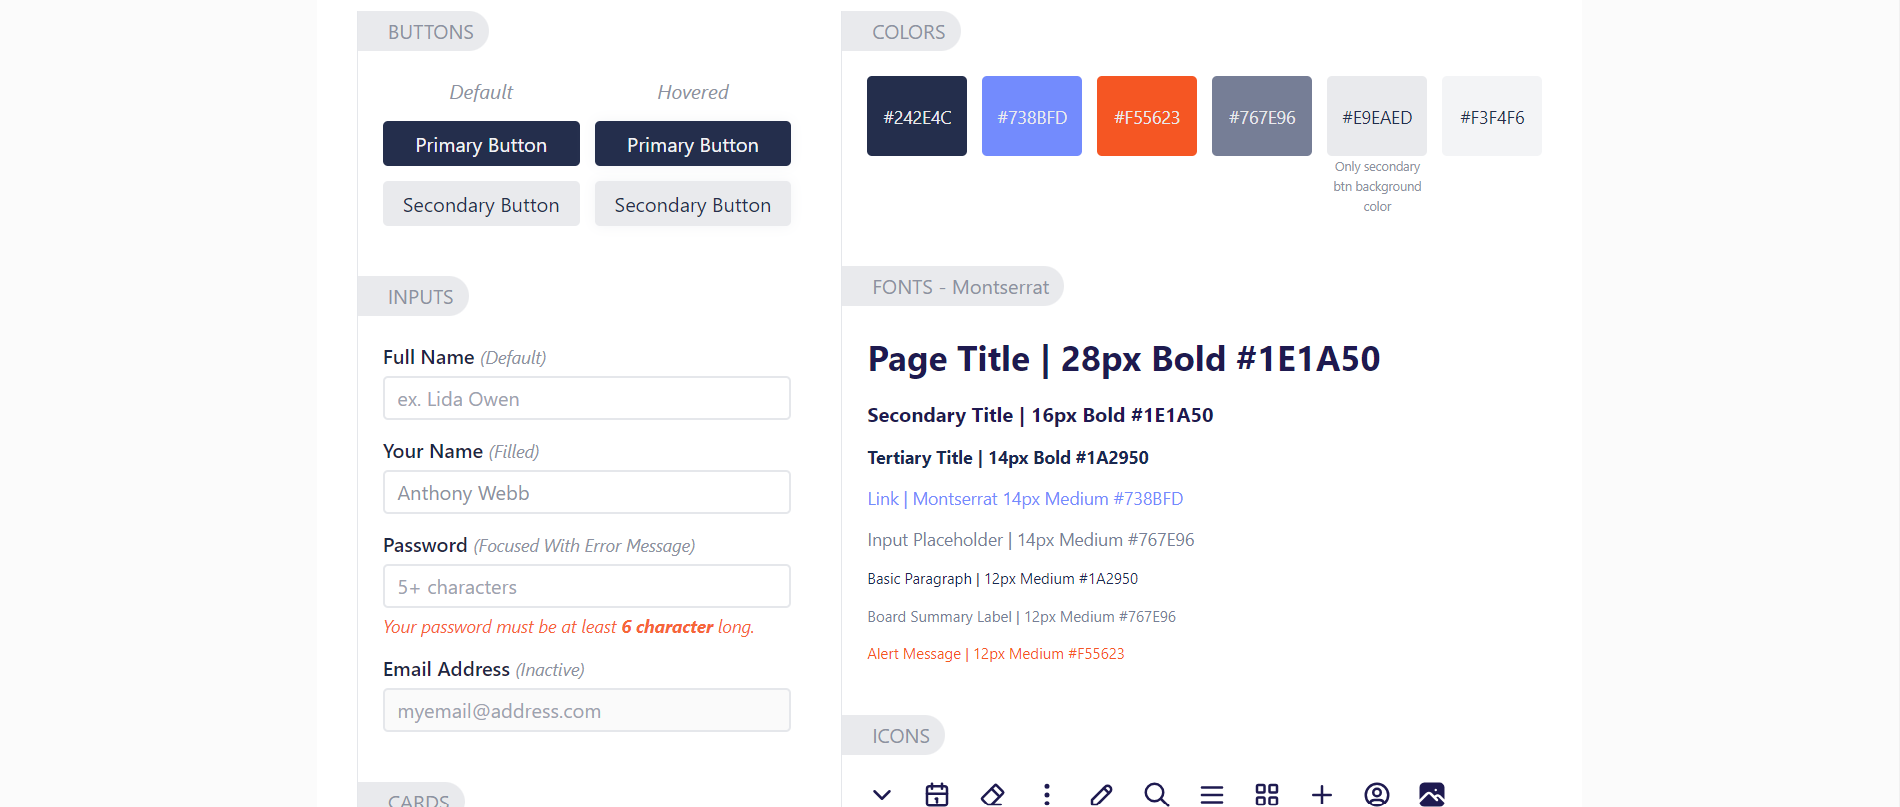 BUTTONS
Default
Hovered
Primary Button
Primary Button
Secondary Button
Secondary Button
INPUTS
Full Name (Default)
ex. Lida Owen
Your Name (Filled)
Anthony Webb
Password (Focused With Error Message)
5+ characters
Your password must be at least 6 character long.
Email Address (Inactive)
myemail@address.com
CARDS
COLORS
#242E4C
#738BFD
#F55623
#767E96
#E9EAED
#F3F4F6
Only secondary
btn background
color
FONTS - Montserrat
Page Title | 28px Bold #1E1A50
Secondary Title | 16px Bold #1E1A50
Tertiary Title | 14px Bold #1A2950
Link | Montserrat 14px Medium #738BFD
Input Placeholder | 14px Medium #767E96
Basic Paragraph | 12px Medium #1A2950
Board Summary Label | 12px Medium #767E96
Alert Message | 12px Medium #F55623
ICONS